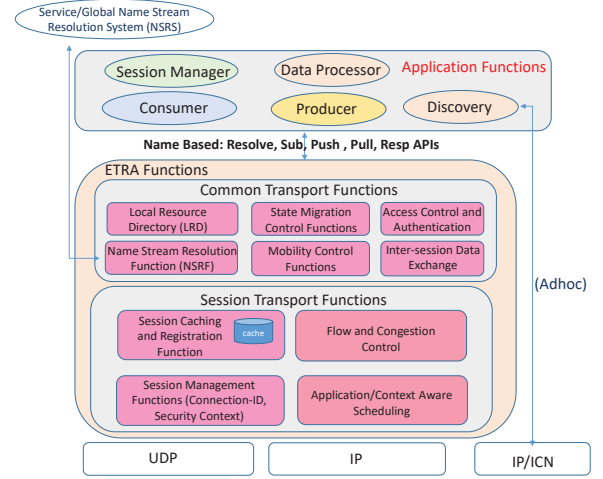 Service/Global Name Stream
Resolution System (NSRS)
Session Manager
Data Processor
Application Functions
Consumer
Producer
Discovery
Name Based: Resolve, Sub, Push , Pull, Resp APIs
ETRA Functions
Common Transport Functions
Local Resource
Directory (LRD)
State Migration
Control Functions
Access Control and
Authentication
Name Stream Resolution
Function (NSRF)
Mobility Control
Functions
Inter-session Data
Exchange
(Adhoc)
Session Transport Functions
Session Caching
and Registration
Function
cache
Flow and Congestion
Control
Session Management
Functions (Connection-ID,
Security Context)
Application/Context Aware
Scheduling
UDP
IP
IP/ICN